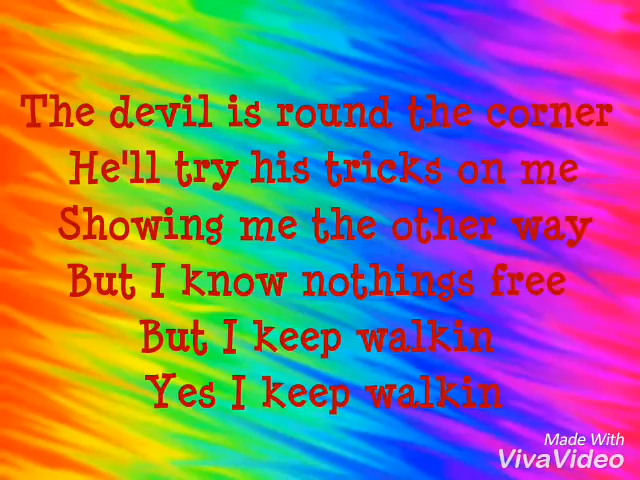 The devil is round the corner
He'll try his tricks on me
Showing me the other way
But I know nothings free
But I keep walkin
Yes I keep walkin
Made With
VivaVideo